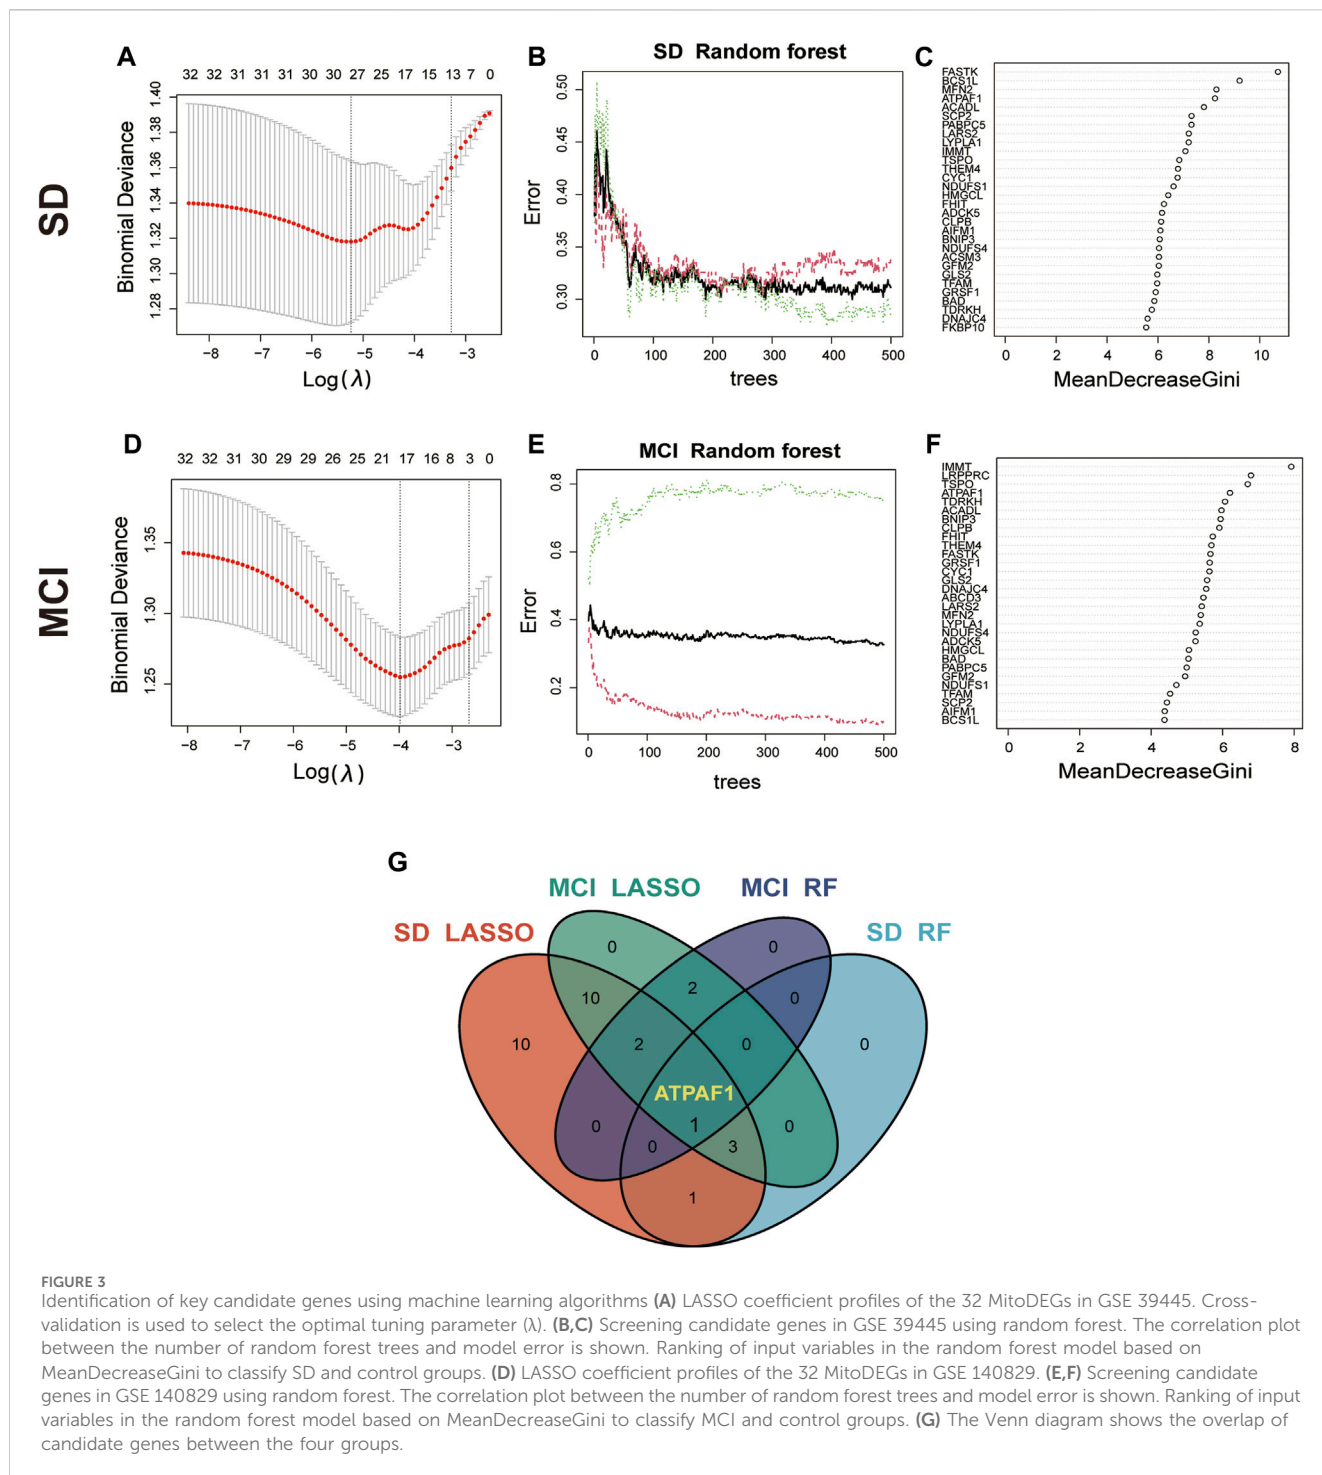 A
32 32 31 31 31 30 30 27 25 17 15 13 7 0
SD
Binomial Deviance
1.40
1.38
1.36
1.34
1.32
1.30
1.28
−8 −7 −6 −5 −4 −3
Log(λ)
B
SD Random forest
Error
0.50
0.45
0.40
0.35
0.30
0 100 200 300 400 500
trees
C
FASTK
BCS1L
MFN2
ATPAF1
ACADL
SCP2
PABPC5
LARS2
LYPLA1
IMMT
TSPO
THEM4
CYC1
NDUFS1
HMGCL
FHIT
ADCK5
CLPB
AIFM1
BNIP3
NDUFS4
ACSM3
GFM2
GLS2
TFAM
GRSF1
BAD
TDRKH
DNAJC4
FKBP10
0 2 4 6 8 10
MeanDecreaseGini
D
32 32 31 30 29 29 26 25 21 17 16 8 3 0
MCI
Binomial Deviance
1.35
1.30
1.25
−8 −7 −6 −5 −4 −3
Log(λ)
E
MCI Random forest
Error
0.8
0.6
0.4
0.2
0 100 200 300 400 500
trees
F
IMMT
LRPPRC
TSPO
ATPAF1
TDRKH
ACADL
BNIP3
CLPB
FHIT
THEM4
FASTK
GRSF1
CYC1
GLS2
DNAJC4
ABCD3
LARS2
MFN2
LYPLA1
NDUFS4
ADCK5
HMGCL
BAD
PABPC5
GFM2
NDUFS1
TFAM
SCP2
AIFM1
BCS1L
0 2 4 6 8
MeanDecreaseGini
G
MCI LASSO MCI RF
SD LASSO SD RF
0 0
10 2 0
10 2 0 0
ATPAF1
0 0 1 3 0
1
FIGURE 3
Identification of key candidate genes using machine learning algorithms (A) LASSO coefficient profiles of the 32 MitoDEGs in GSE 39445. Cross-
validation is used to select the optimal tuning parameter (λ). (B,C) Screening candidate genes in GSE 39445 using random forest. The correlation plot
between the number of random forest trees and model error is shown. Ranking of input variables in the random forest model based on
MeanDecreaseGini to classify SD and control groups. (D) LASSO coefficient profiles of the 32 MitoDEGs in GSE 140829. (E,F) Screening candidate
genes in GSE 140829 using random forest. The correlation plot between the number of random forest trees and model error is shown. Ranking of input
variables in the random forest model based on MeanDecreaseGini to classify MCI and control groups. (G) The Venn diagram shows the overlap of
candidate genes between the four groups.